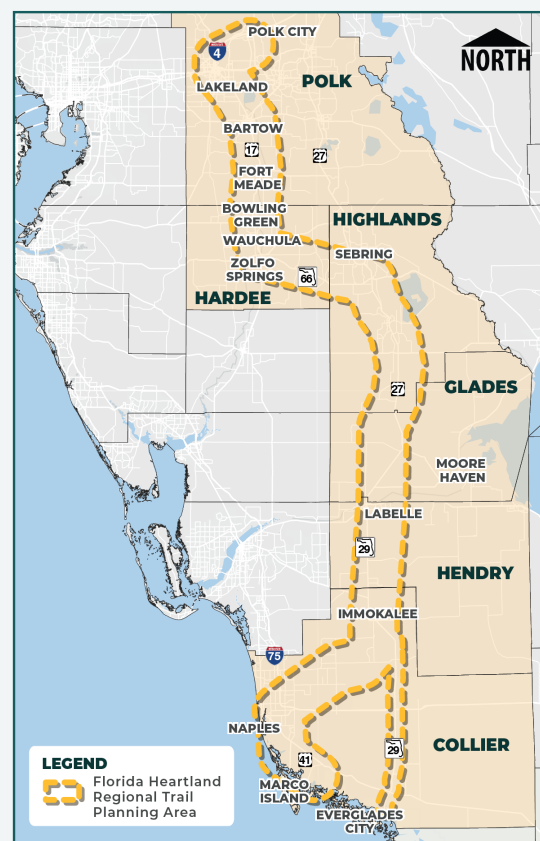 POLK CITY
4
NORTH
POLK
LAKELAND
BARTOW
17
27
FORT
MEADE
BOWLING
GREEN
HIGHLANDS
WAUCHULA
SEBRING
ZOLFO
SPRINGS
66
HARDEE
27
GLADES
MOORE
HAVEN
LABELLE
29
HENDRY
IMMOKALEE
75
NAPLES
29
COLLIER
41
MARCO
ISLAND
EVERGLADES
CITY
LEGEND
Florida Heartland
Regional Trail
Planning Area